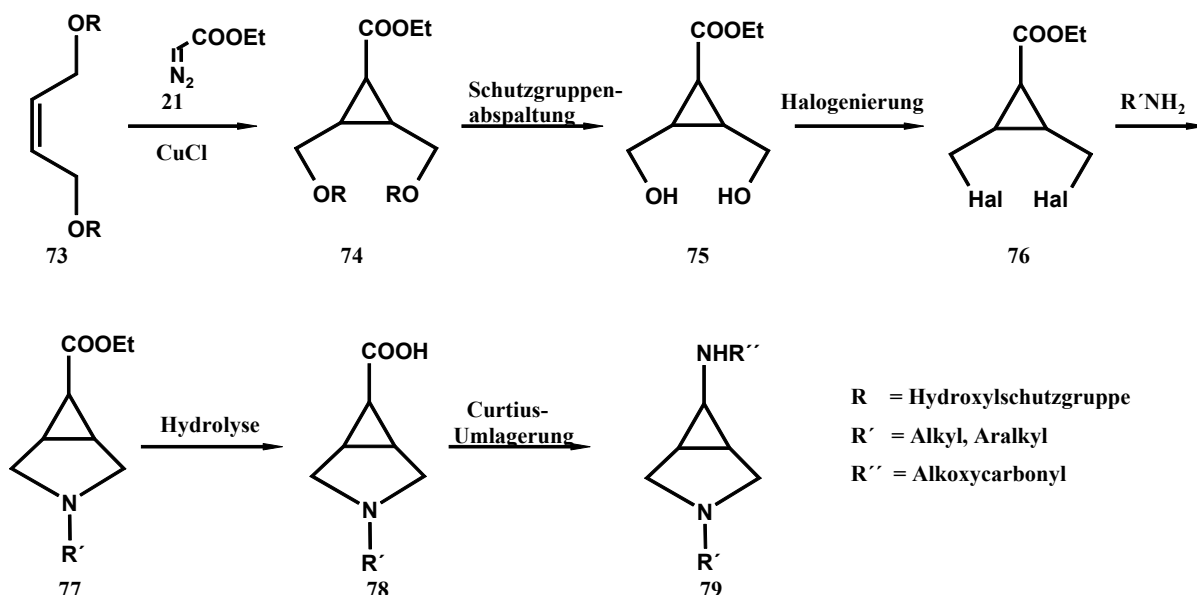 OR
COOEt
N2
21
CuCl
OR
73
COOEt
OR RO
74
Schutzgruppen-
abspaltung
COOEt
OH HO
75
Halogenierung
COOEt
Hal Hal
76
R´NH2
COOEt
N
R´
77
Hydrolyse
COOH
N
R´
78
Curtius-
Umlagerung
NHR´´
N
R´
79
R = Hydroxylschutzgruppe
R´ = Alkyl, Aralkyl
R´´ = Alkoxycarbonyl